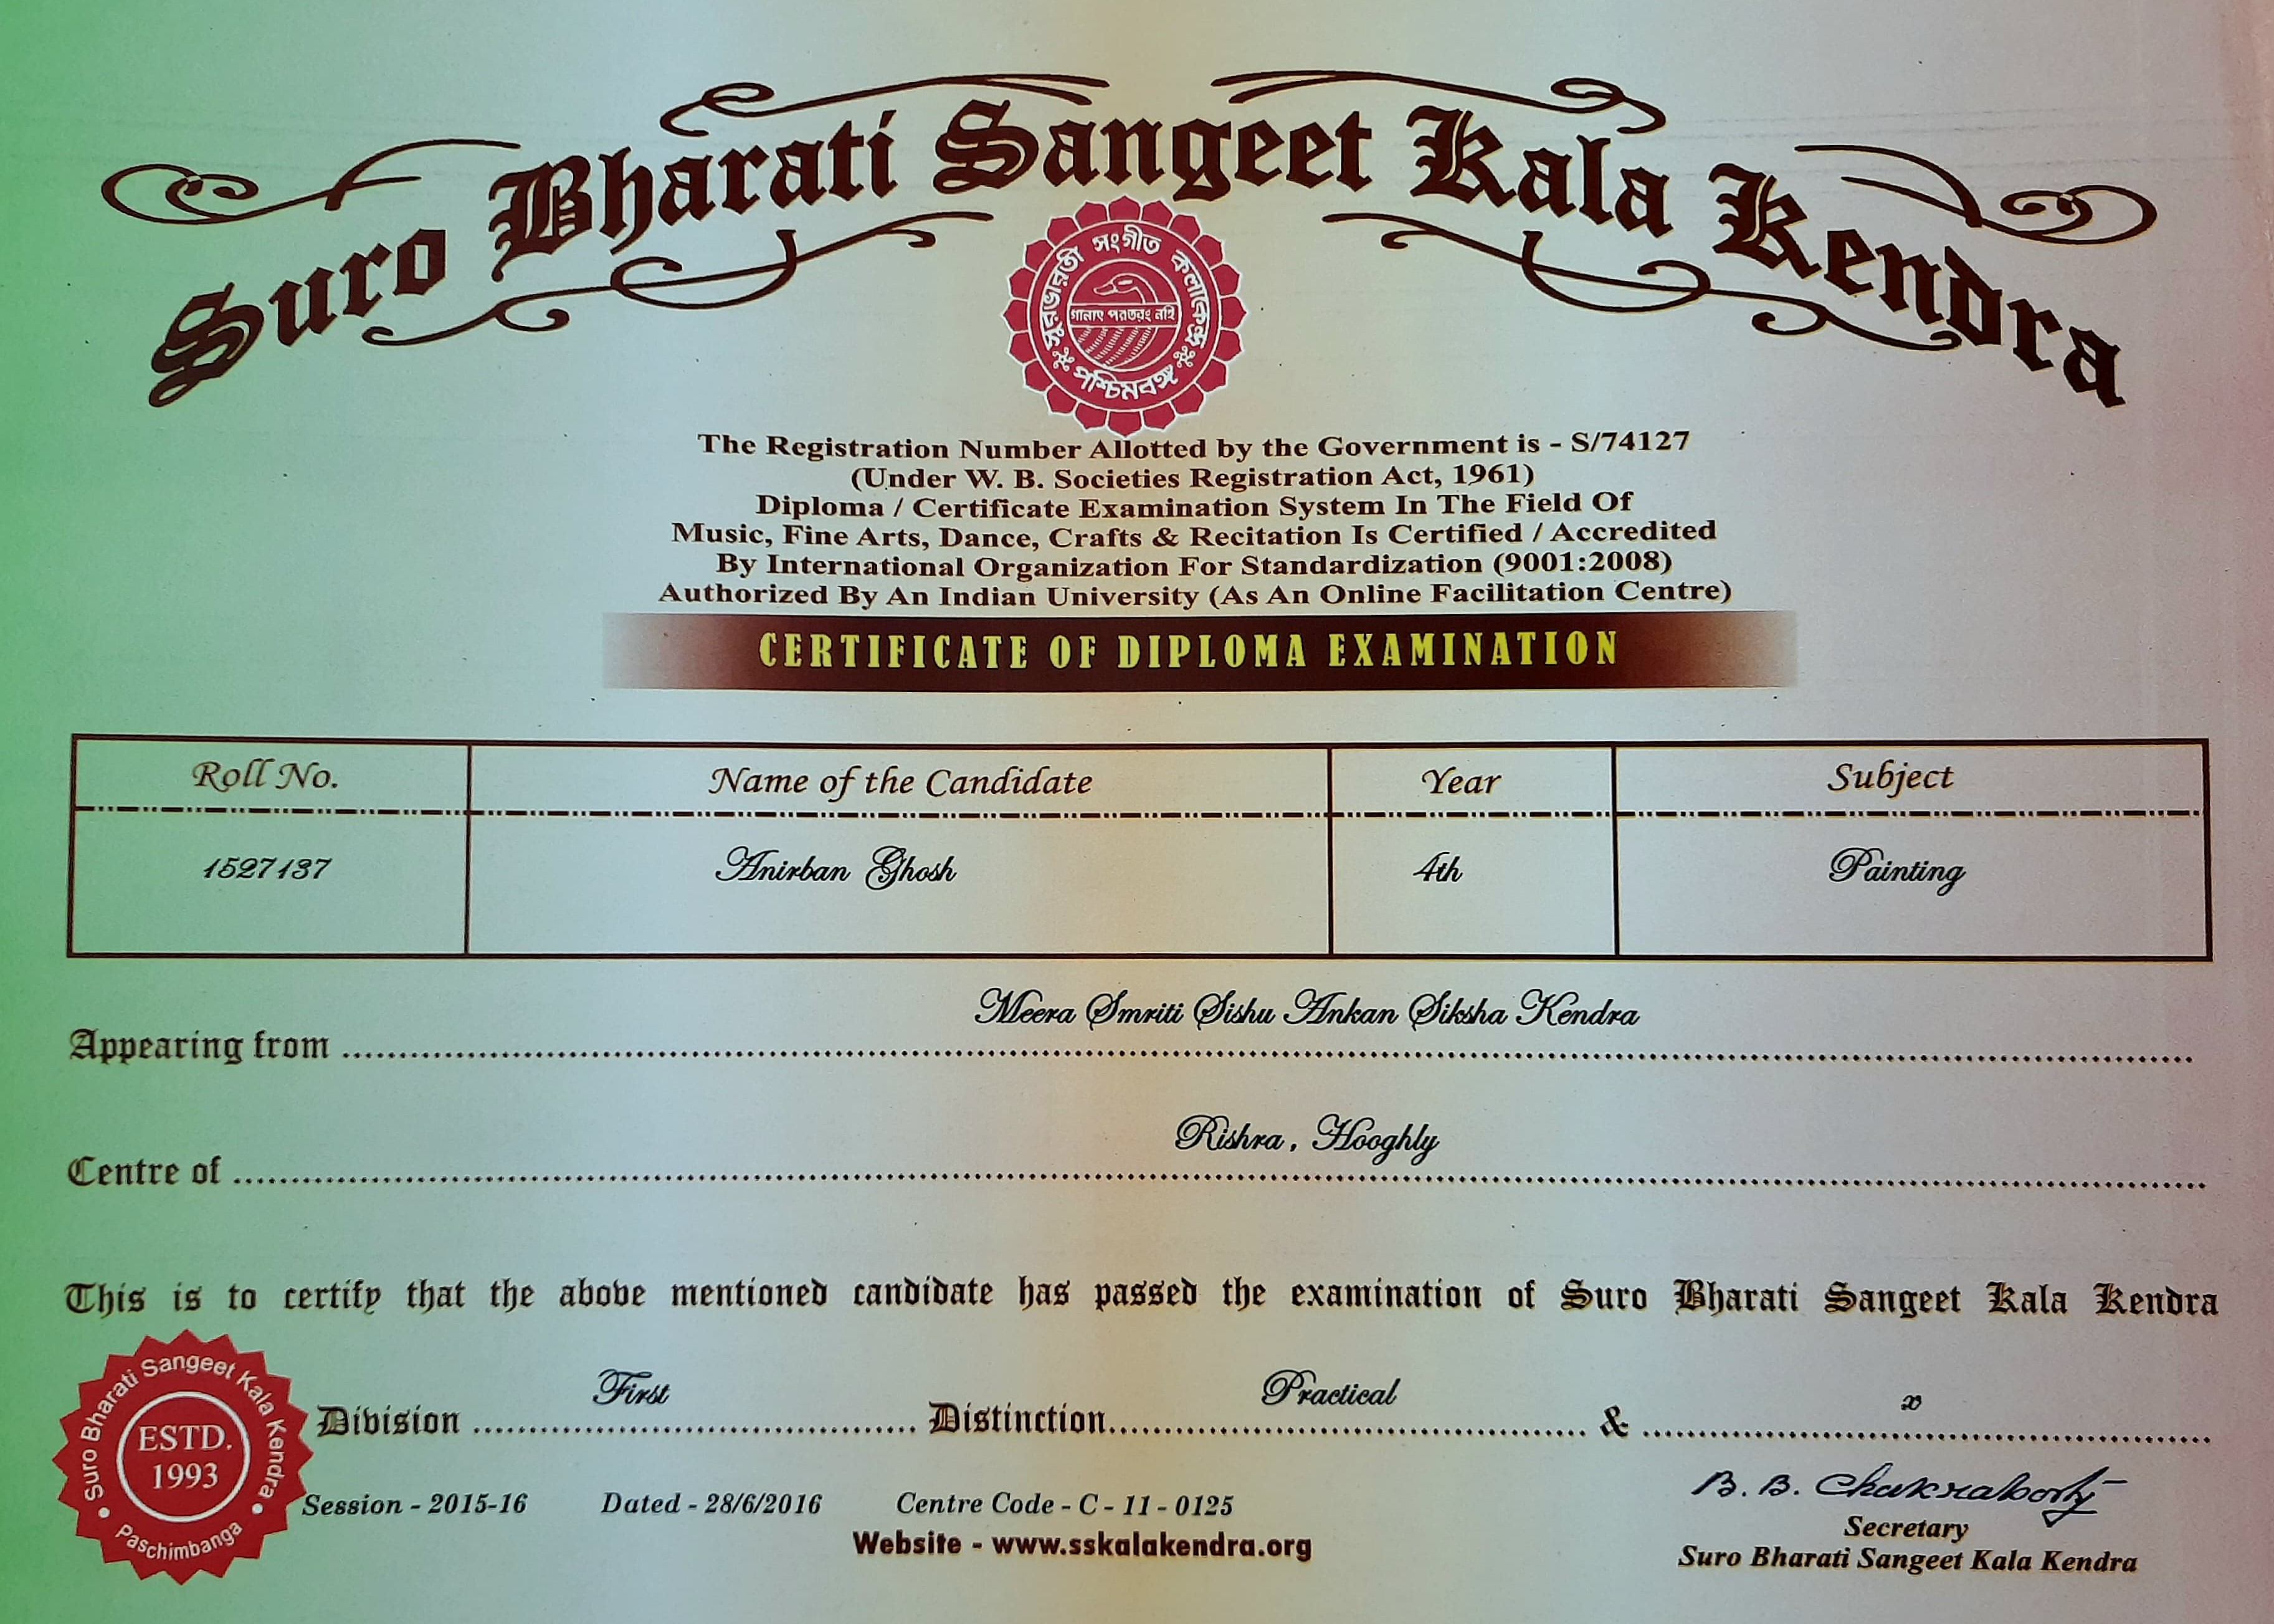 Suro Bharati Sangeet Kala Kendra
সুরভারতী সংগীত কলাকেন্দ্র
গানাৎ পরতরং নহি
পশ্চিমবঙ্গ
The Registration Number Allotted by the Government is - S/74127
(Under W. B. Societies Registration Act, 1961)
Diploma / Certificate Examination System In The Field Of
Music, Fine Arts, Dance, Crafts & Recitation Is Certified / Accredited
By International Organization For Standardization (9001:2008)
Authorized By An Indian University (As An Online Facilitation Centre)
CERTIFICATE OF DIPLOMA EXAMINATION
Roll No. Name of the Candidate Year Subject
1527137 Anirban Ghosh 4th Painting
Appearing from Meera Smriti Sishu Ankan Siksha Kendra
Centre of Rishra, Hooghly
This is to certify that the above mentioned candidate has passed the examination of Suro Bharati Sangeet Kala Kendra
Division First Distinction Practical & x
Suro Bharati Sangeet Kala Kendra
ESTD.
1993
Paschimbanga
Session - 2015-16 Dated - 28/6/2016 Centre Code - C - 11 - 0125
Website - www.sskalakendra.org
B. B. Chakraborty
Secretary
Suro Bharati Sangeet Kala Kendra